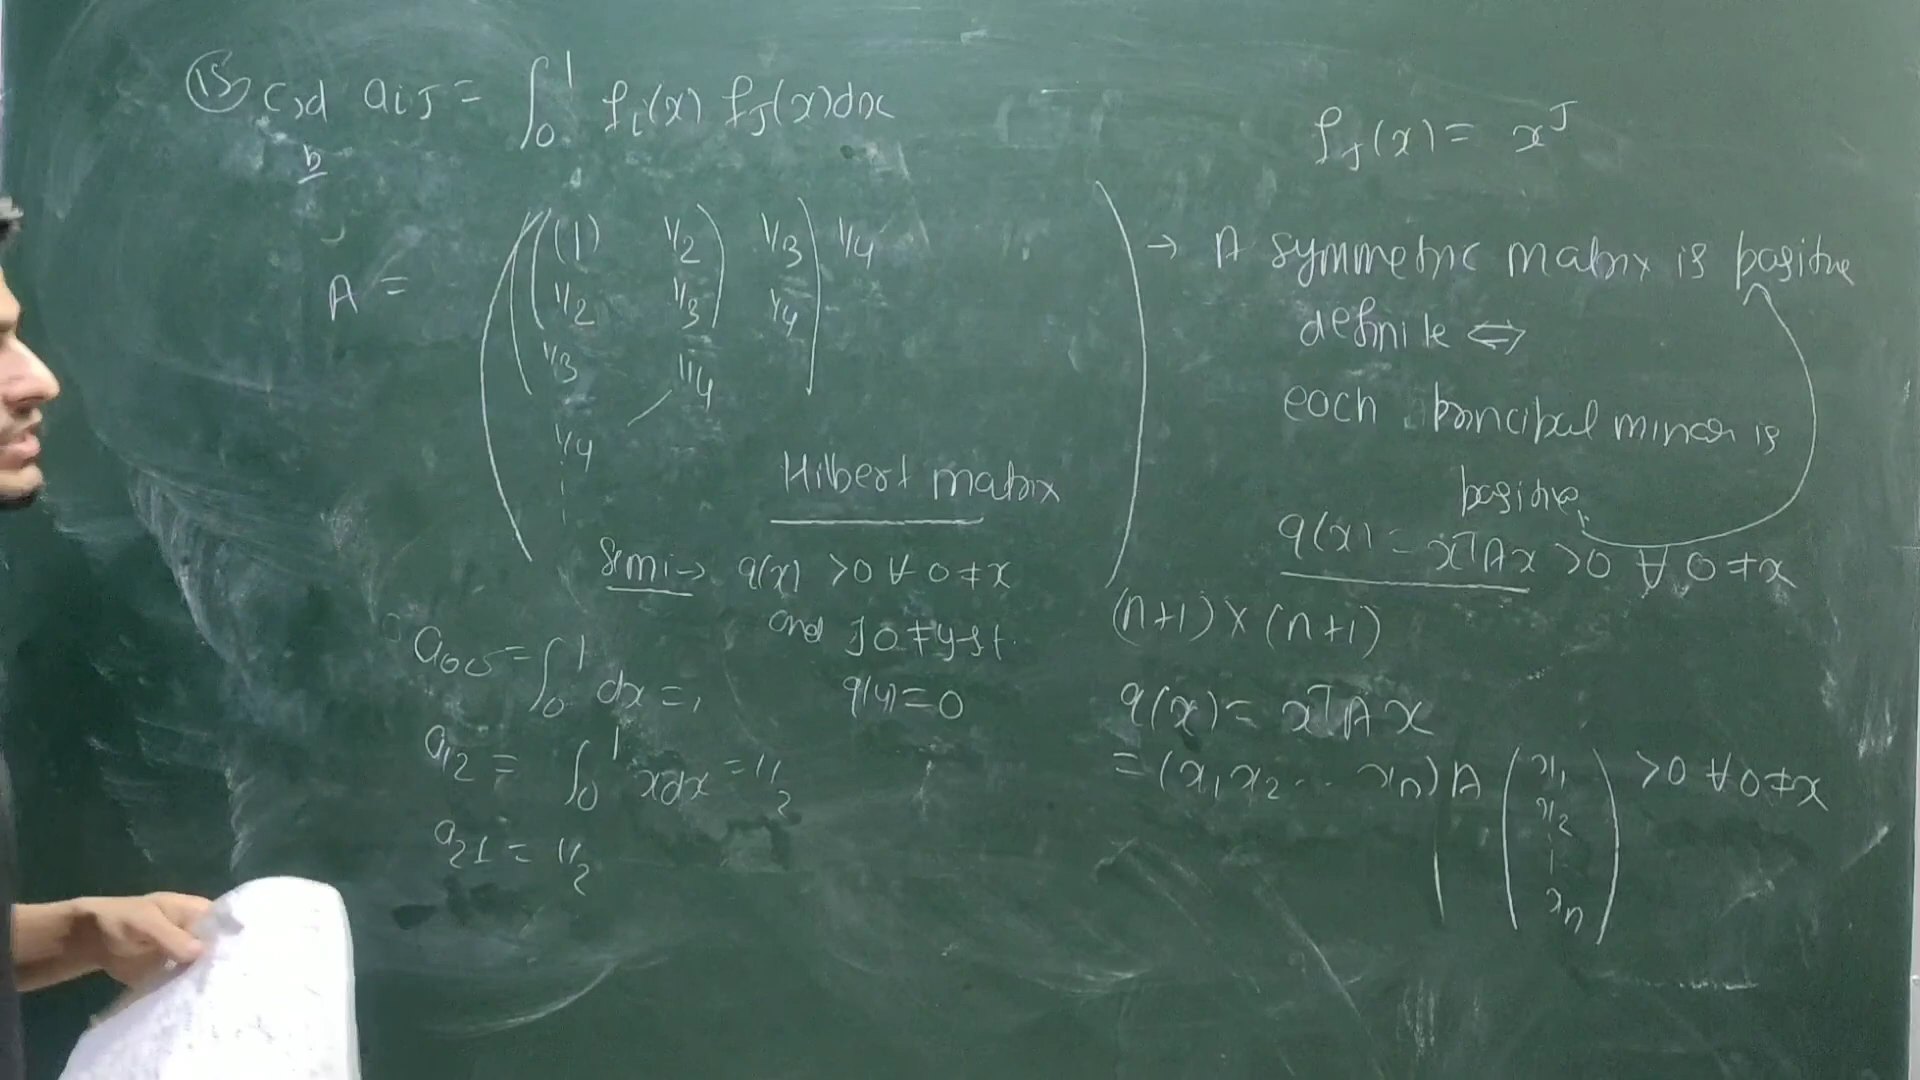 (15) c,d aij = ∫₀¹ fi(x) fj(x)dx
b
fj(x) = x^j
A =
(1) 1/2 1/3 1/4
1/2 1/3 1/4
1/3 1/4
1/4
Hilbert matrix
→ A symmetric matrix is positive
definite ⇔
each principal minor is
positive.
q(x) = xᵀAx >0 ∀ 0≠x
Semi → q(x) >0 ∀ 0≠x
and ∃ 0≠y s.t.
q(y)=0
(n+1) × (n+1)
a₀₀ = ∫₀¹ dx = 1
a₁₂ = ∫₀¹ xdx = 1/2
a₂₁ = 1/2
q(x) = xᵀAx
= (x₁ x₂ ... xn) A (x₁ x₂ ⋮ xn) >0 ∀ 0≠x